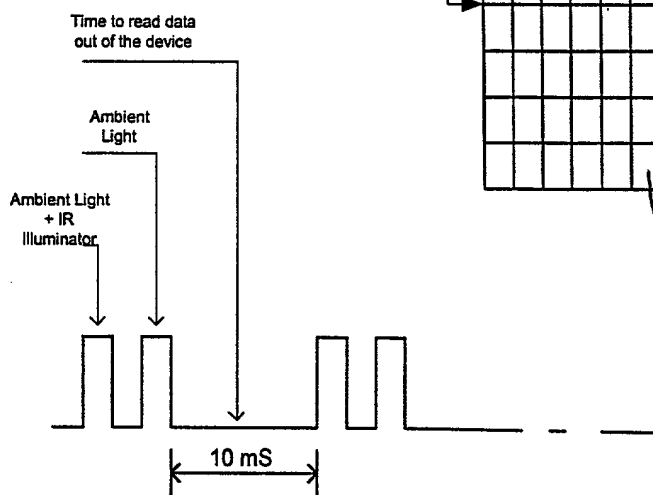 Time to read data
out of the device
Ambient
Light
Ambient Light
+ IR
Illuminator
10 mS